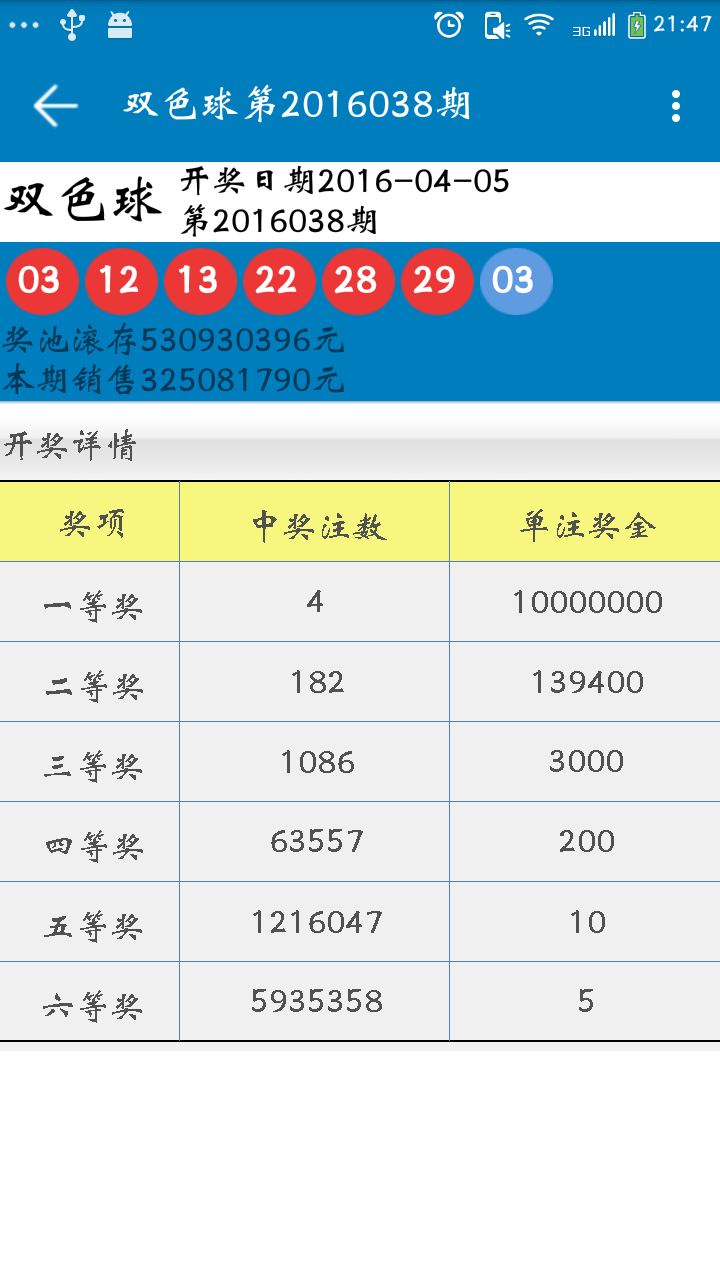 3G 21:47
双色球第2016038期
双色球 开奖日期2016-04-05
第2016038期
03 12 13 22 28 29 03
奖池滚存530930396元
本期销售325081790元
开奖详情
奖项 中奖注数 单注奖金
一等奖 4 10000000
二等奖 182 139400
三等奖 1086 3000
四等奖 63557 200
五等奖 1216047 10
六等奖 5935358 5